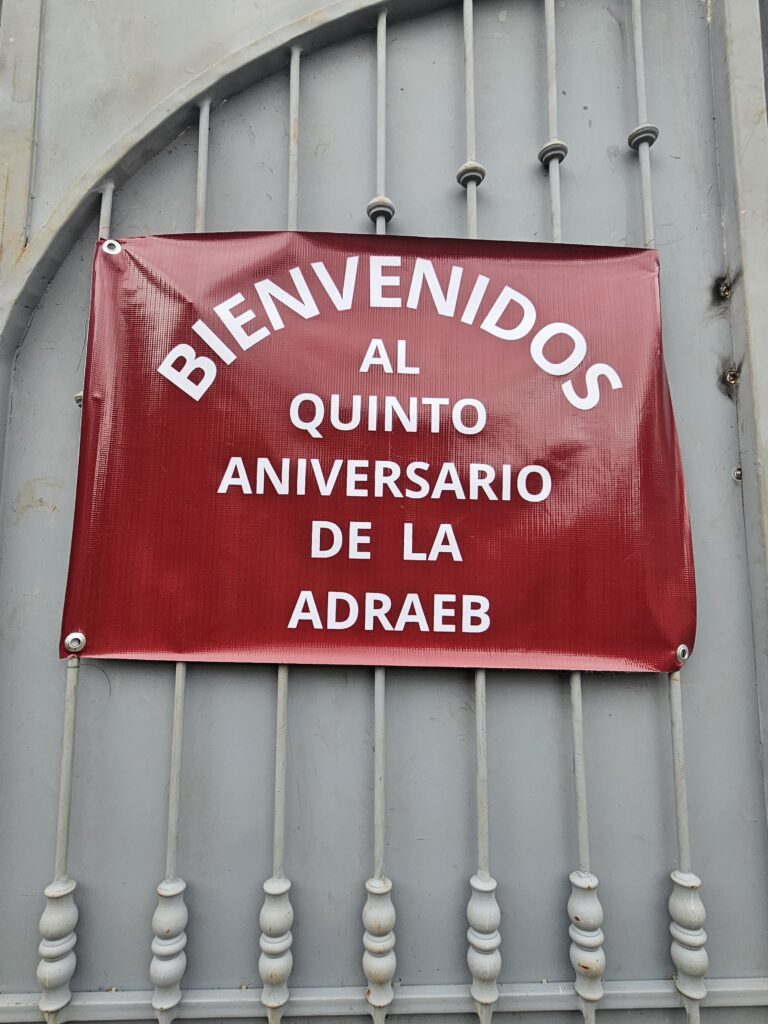 BIENVENIDOS
AL
QUINTO
ANIVERSARIO
DE LA
ADRAEB